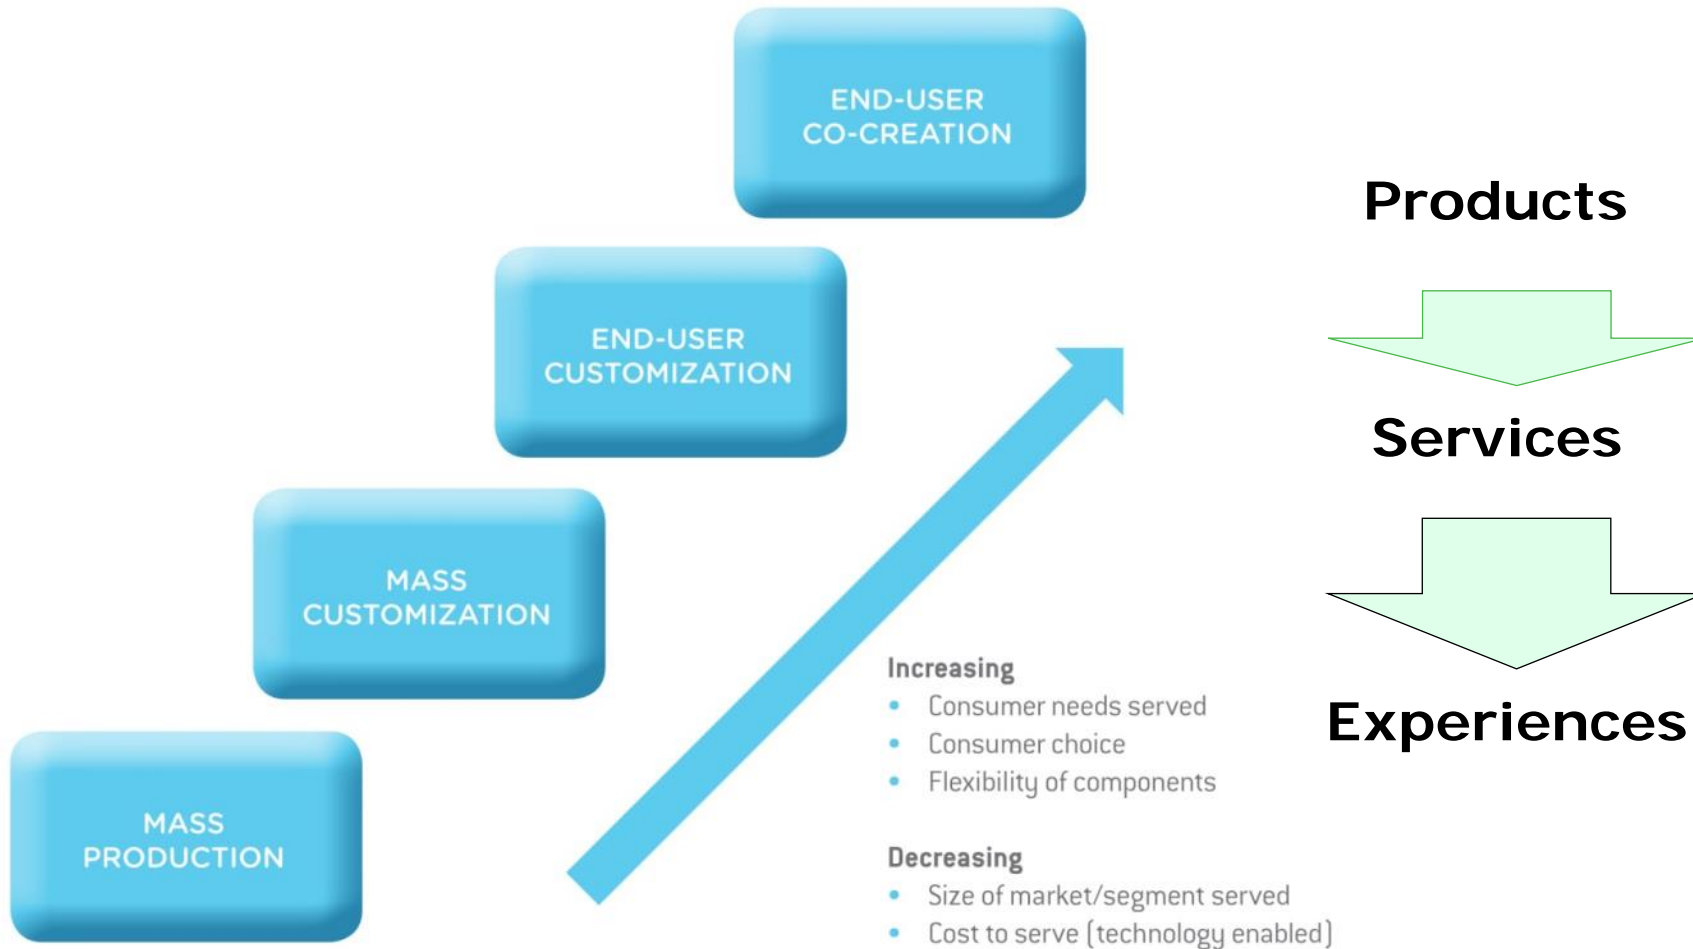 END-USER
CO-CREATION
END-USER
CUSTOMIZATION
MASS
CUSTOMIZATION
MASS
PRODUCTION
Increasing
• Consumer needs served
• Consumer choice
• Flexibility of components
Decreasing
• Size of market/segment served
• Cost to serve (technology enabled)
Products
Services
Experiences